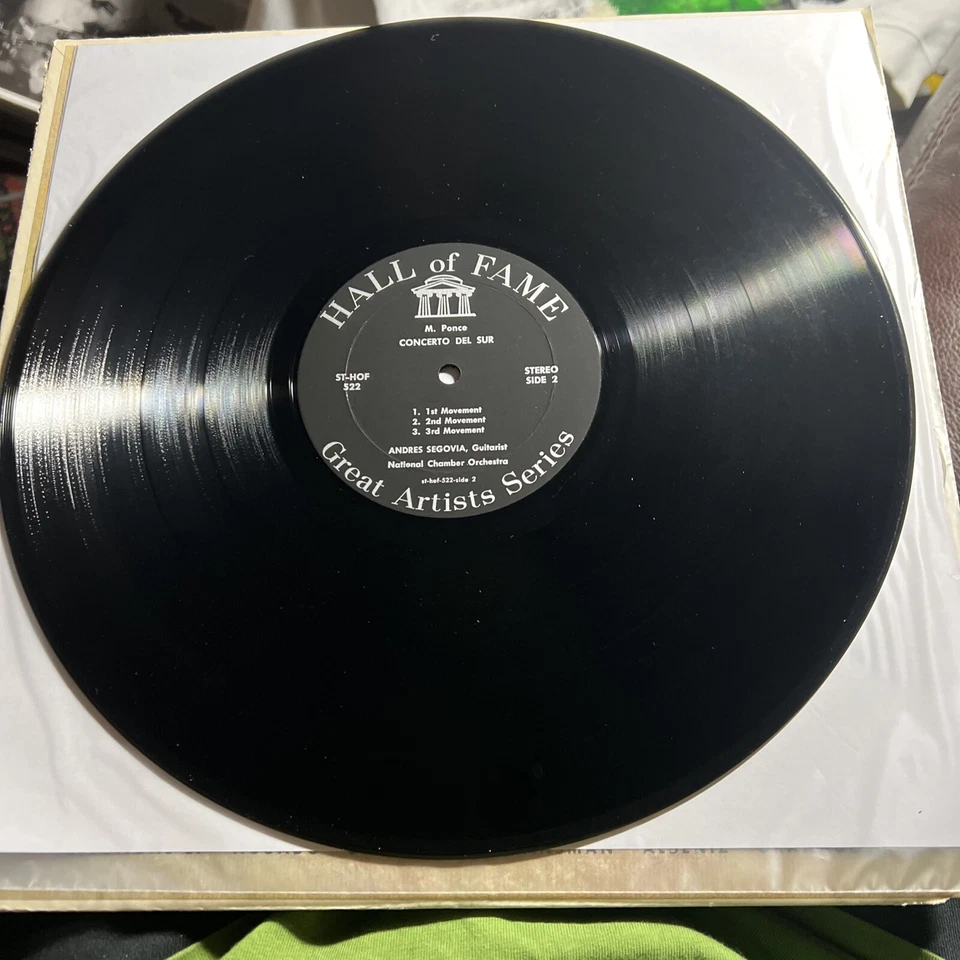 HALL of FAME
M. Ponce
CONCERTO DEL SUR
ST-HOF
522
STEREO
SIDE 2
1. 1st Movement
2. 2nd Movement
3. 3rd Movement
ANDRES SEGOVIA, Guitarist
National Chamber Orchestra
st-hof-522-side 2
Great Artists Series